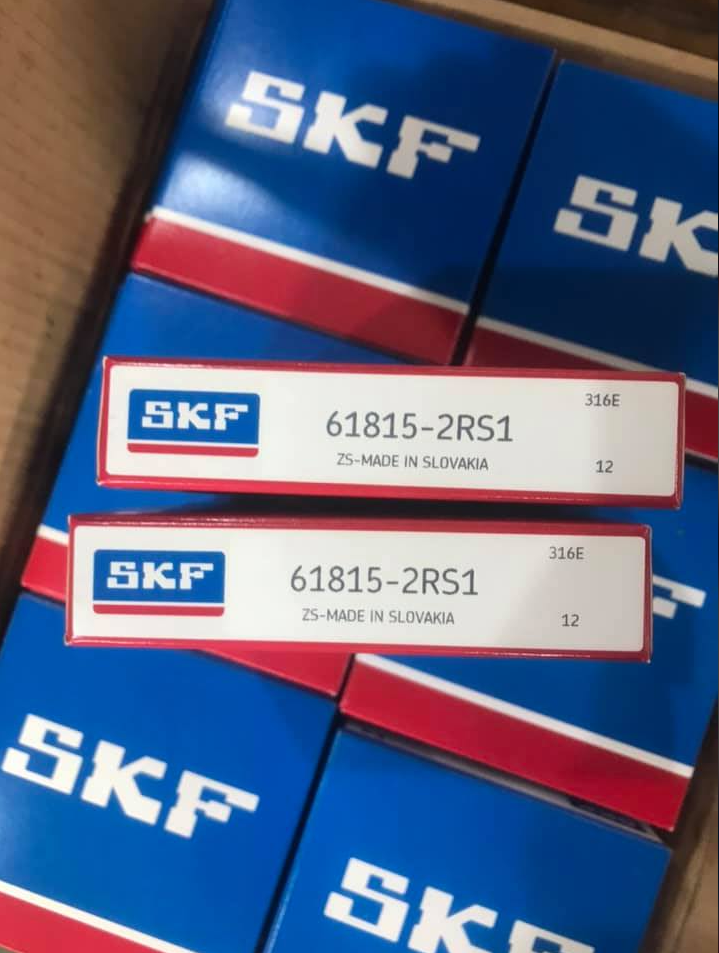 SKF
SK
SKF
61815-2RS1
316E
ZS-MADE IN SLOVAKIA
12
SKF
61815-2RS1
316E
ZS-MADE IN SLOVAKIA
12
F
SKF
SKF